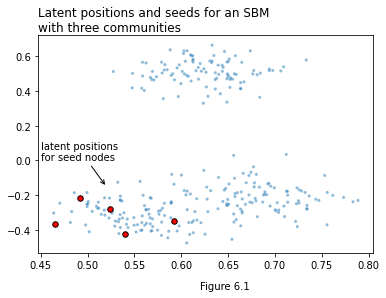 Latent positions and seeds for an SBM
with three communities
0.6
0.4
0.2
0.0
latent positions
for seed nodes
−0.2
−0.4
0.45 0.50 0.55 0.60 0.65 0.70 0.75 0.80
Figure 6.1